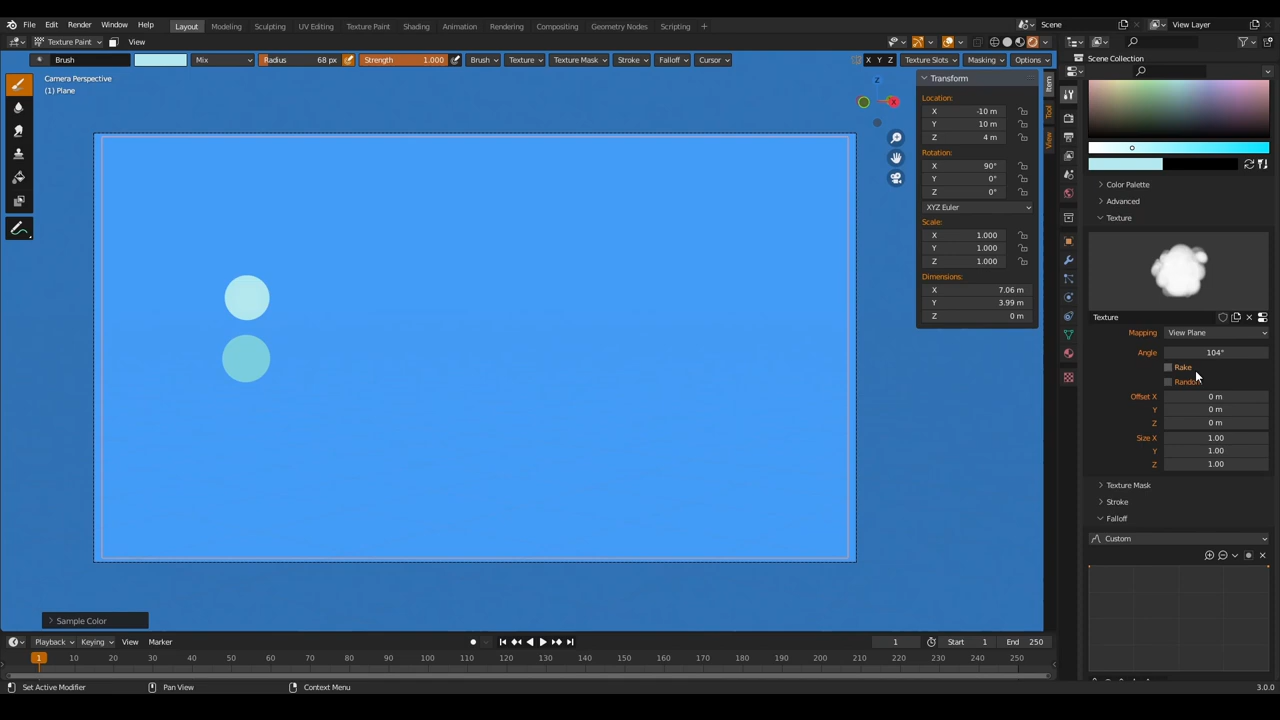 File Edit Render Window Help Layout Modeling Sculpting UV Editing Texture Paint Shading Animation Rendering Compositing Geometry Nodes Scripting + Scene View Layer
Texture Paint View
Brush Mix Radius 68 px Strength 1.000 Brush Texture Texture Mask Stroke Falloff Cursor X Y Z Texture Slots Masking Options
Scene Collection
Camera Perspective
(1) Plane
Z
X
Transform
Location:
X -10 m
Y 10 m
Z 4 m
Rotation:
X 90°
Y 0°
Z 0°
XYZ Euler
Scale:
X 1.000
Y 1.000
Z 1.000
Dimensions:
X 7.06 m
Y 3.99 m
Z 0 m
Item
Tool
View
Color Palette
Advanced
Texture
Texture
Mapping View Plane
Angle 104°
Rake
Random
Offset X 0 m
Y 0 m
Z 0 m
Size X 1.00
Y 1.00
Z 1.00
Texture Mask
Stroke
Falloff
Custom
Sample Color
Playback Keying View Marker 1 Start 1 End 250
1 10 20 30 40 50 60 70 80 90 100 110 120 130 140 150 160 170 180 190 200 210 220 230 240 250
Set Active Modifier Pan View Context Menu 3.0.0